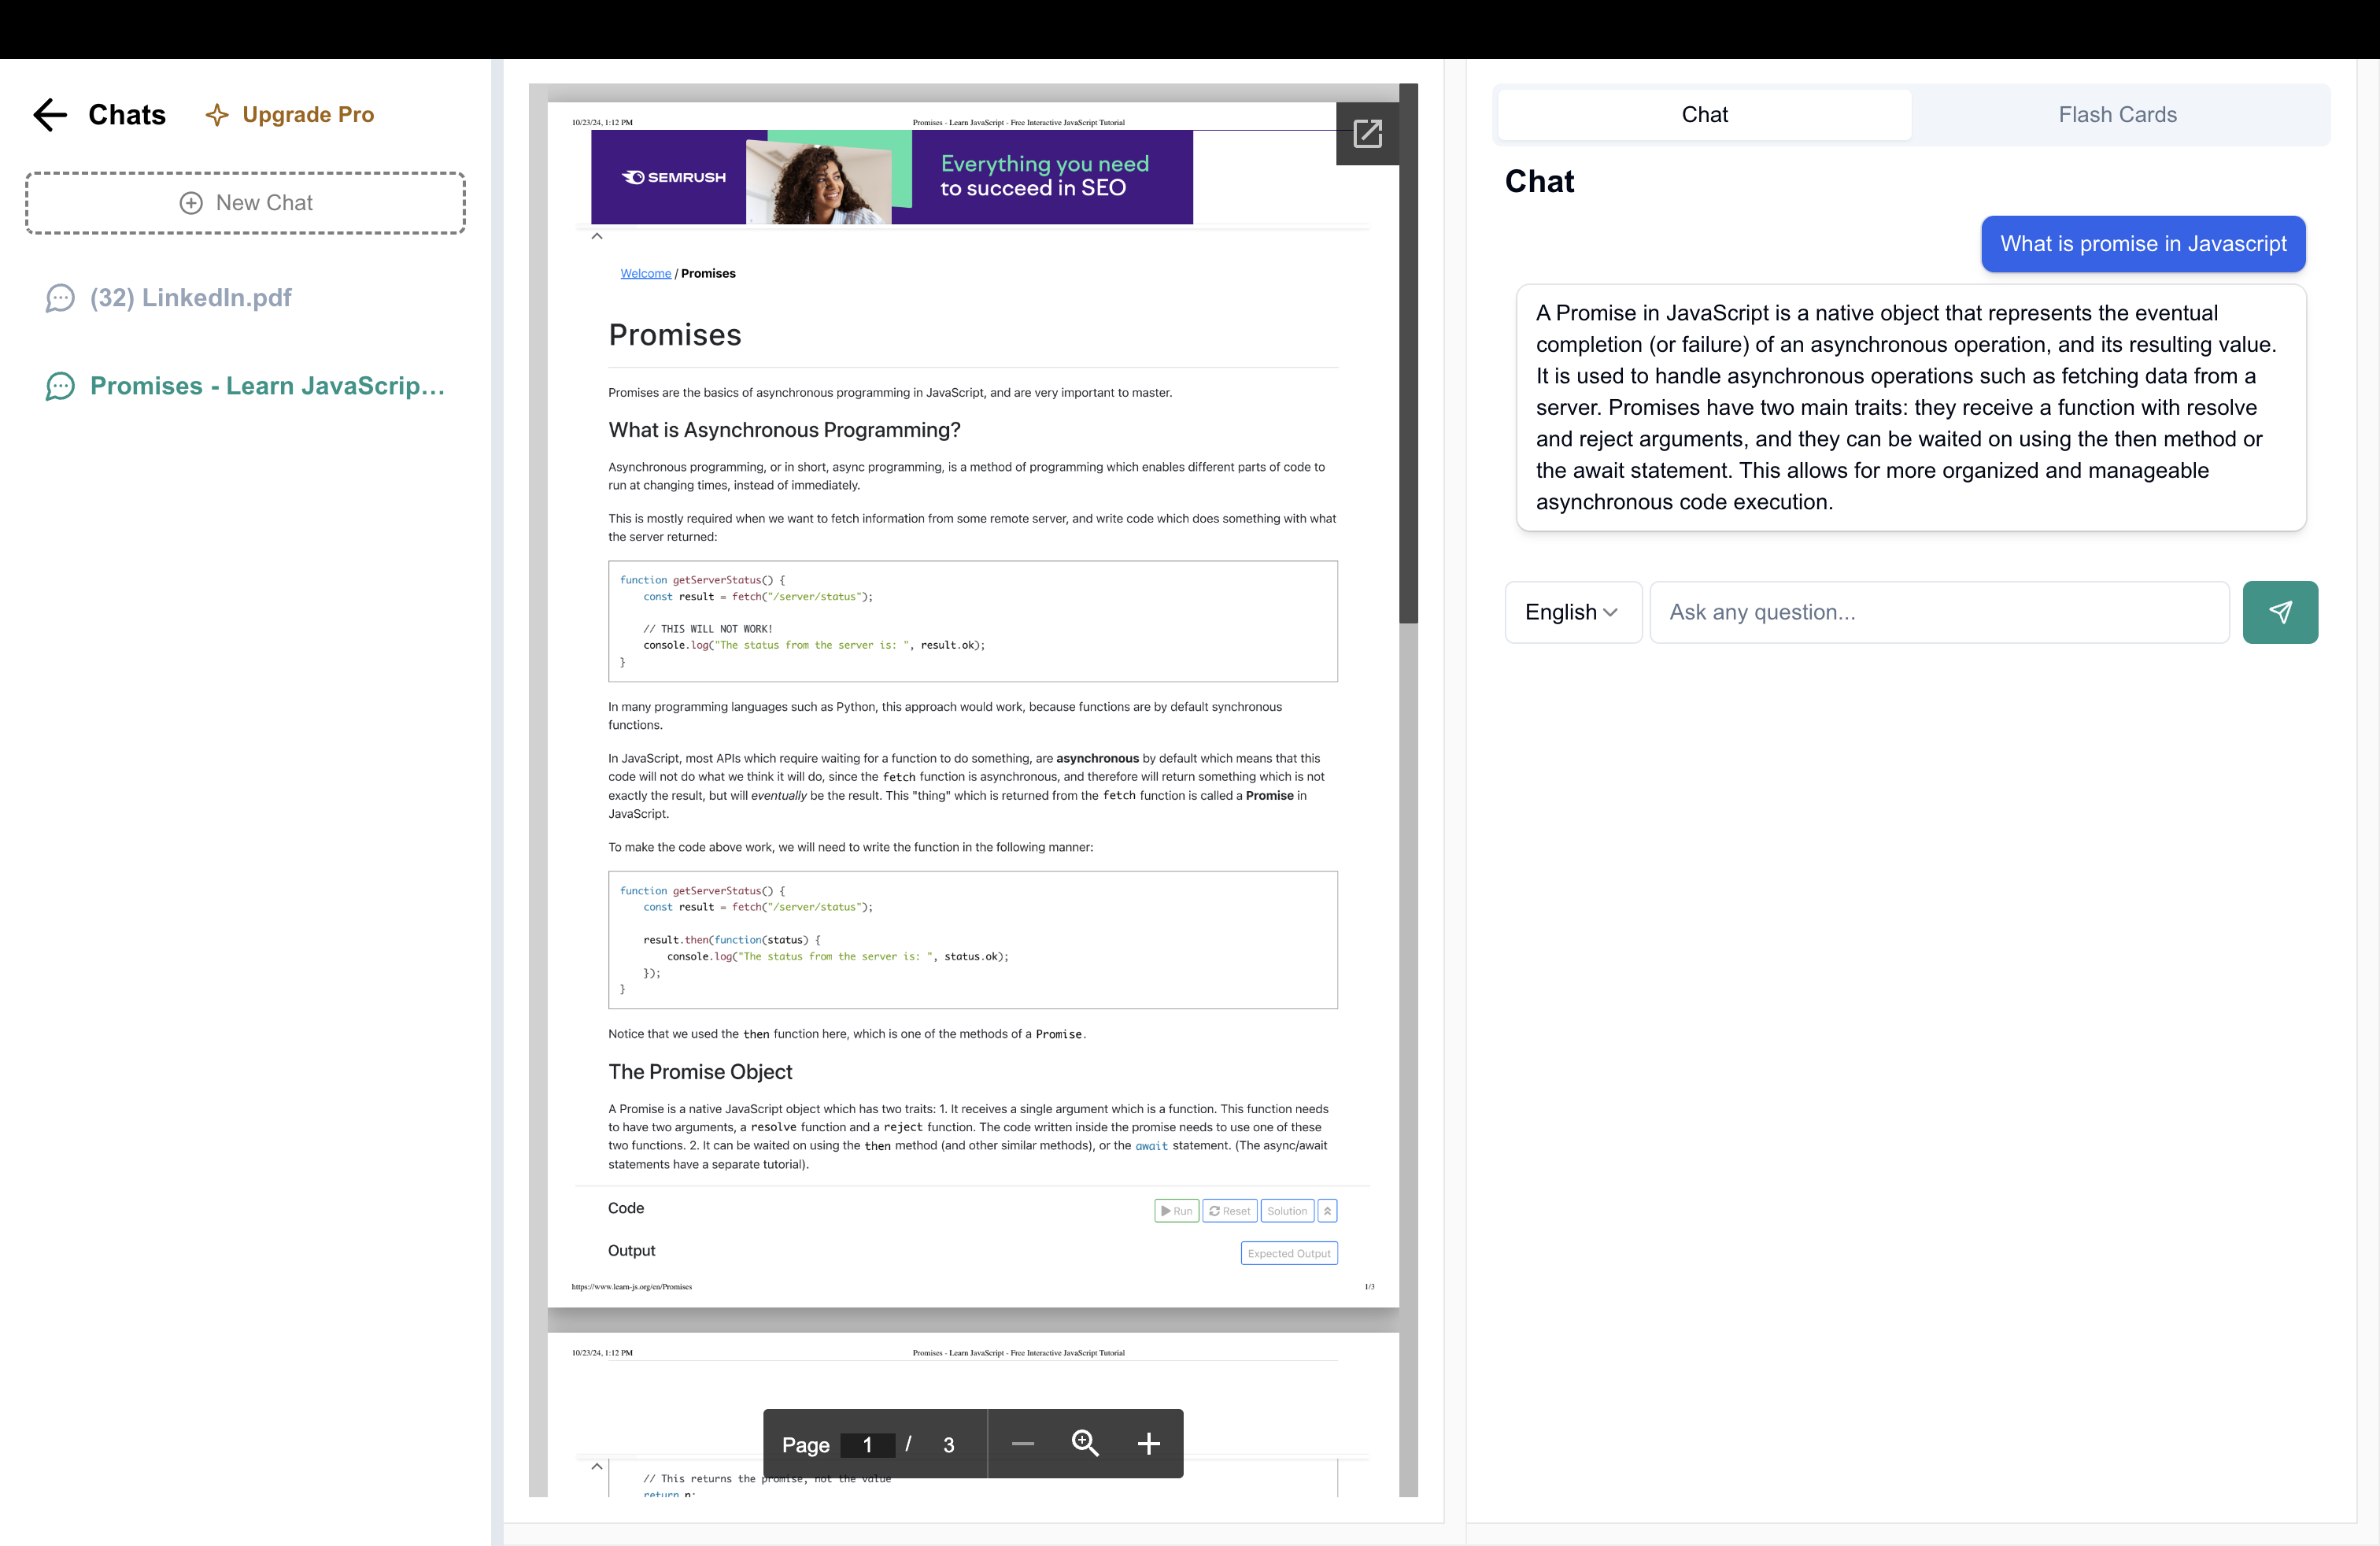 Chats
Upgrade Pro
New Chat
(32) LinkedIn.pdf
Promises - Learn JavaScrip...
10/23/24, 1:12 PM
Promises - Learn JavaScript - Free Interactive JavaScript Tutorial
SEMRUSH
Everything you need
to succeed in SEO
Welcome / Promises
Promises
Promises are the basics of asynchronous programming in JavaScript, and are very important to master.
What is Asynchronous Programming?
Asynchronous programming, or in short, async programming, is a method of programming which enables different parts of code to
run at changing times, instead of immediately.
This is mostly required when we want to fetch information from some remote server, and write code which does something with what
the server returned:
function getServerStatus() {
const result = fetch("/server/status");
// THIS WILL NOT WORK!
console.log("The status from the server is: ", result.ok);
}
In many programming languages such as Python, this approach would work, because functions are by default synchronous
functions.
In JavaScript, most APIs which require waiting for a function to do something, are asynchronous by default which means that this
code will not do what we think it will do, since the fetch function is asynchronous, and therefore will return something which is not
exactly the result, but will eventually be the result. This "thing" which is returned from the fetch function is called a Promise in
JavaScript.
To make the code above work, we will need to write the function in the following manner:
function getServerStatus() {
const result = fetch("/server/status");
result.then(function(status) {
console.log("The status from the server is: ", status.ok);
});
}
Notice that we used the then function here, which is one of the methods of a Promise.
The Promise Object
A Promise is a native JavaScript object which has two traits: 1. It receives a single argument which is a function. This function needs
to have two arguments, a resolve function and a reject function. The code written inside the promise needs to use one of these
two functions. 2. It can be waited on using the then method (and other similar methods), or the await statement. (The async/await
statements have a separate tutorial).
Code
Run
Reset
Solution
Output
Expected Output
https://www.learn-js.org/en/Promises
1/3
10/23/24, 1:12 PM
Promises - Learn JavaScript - Free Interactive JavaScript Tutorial
Page 1 / 3
// This returns the promise, not the value
return p;
Chat
Flash Cards
Chat
What is promise in Javascript
A Promise in JavaScript is a native object that represents the eventual
completion (or failure) of an asynchronous operation, and its resulting value.
It is used to handle asynchronous operations such as fetching data from a
server. Promises have two main traits: they receive a function with resolve
and reject arguments, and they can be waited on using the then method or
the await statement. This allows for more organized and manageable
asynchronous code execution.
English
Ask any question...